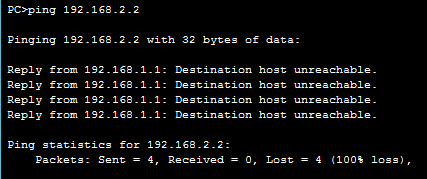 PC>ping 192.168.2.2
Pinging 192.168.2.2 with 32 bytes of data:
Reply from 192.168.1.1: Destination host unreachable.
Reply from 192.168.1.1: Destination host unreachable.
Reply from 192.168.1.1: Destination host unreachable.
Reply from 192.168.1.1: Destination host unreachable.
Ping statistics for 192.168.2.2:
Packets: Sent = 4, Received = 0, Lost = 4 (100% loss),